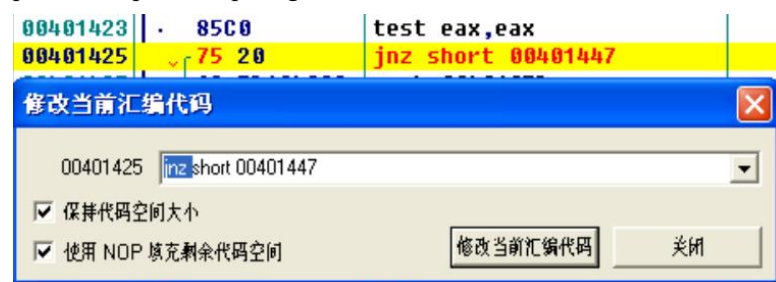 00401423 · 85C0 test eax,eax
00401425 75 20 jnz short 00401447
修改当前汇编代码
00401425 jnz short 00401447
保持代码空间大小
使用 NOP 填充剩余代码空间
修改当前汇编代码 关闭